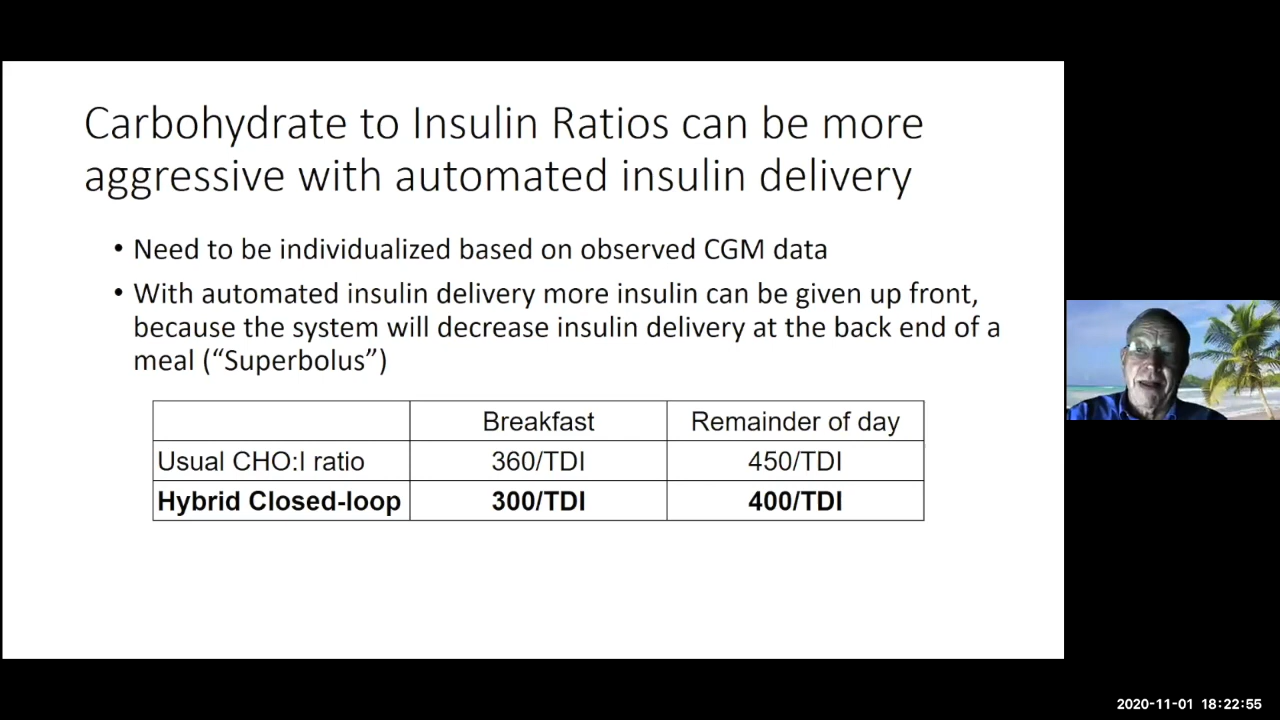 Carbohydrate to Insulin Ratios can be more
aggressive with automated insulin delivery
• Need to be individualized based on observed CGM data
• With automated insulin delivery more insulin can be given up front,
because the system will decrease insulin delivery at the back end of a
meal (“Superbolus”)
Breakfast Remainder of day
Usual CHO:I ratio 360/TDI 450/TDI
Hybrid Closed-loop 300/TDI 400/TDI
2020-11-01 18:22:55